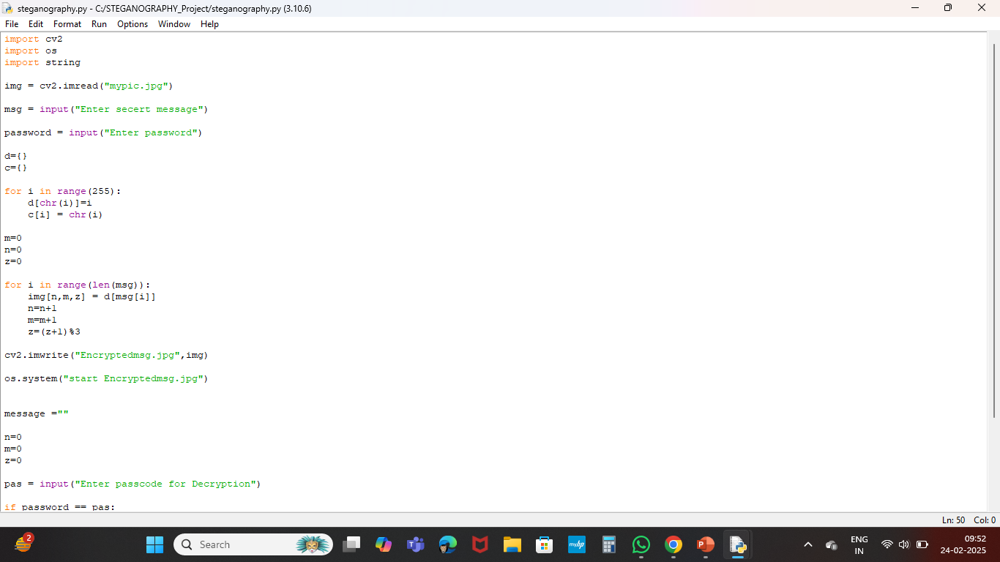 steganography.py - C:/STEGANOGRAPHY_Project/steganography.py (3.10.6)
File Edit Format Run Options Window Help
import cv2
import os
import string
img = cv2.imread("mypic.jpg")
msg = input("Enter secert message")
password = input("Enter password")
d={}
c={}
for i in range(255):
    d[chr(i)]=i
    c[i] = chr(i)
m=0
n=0
z=0
for i in range(len(msg)):
    img[n,m,z] = d[msg[i]]
    n=n+1
    m=m+1
    z=(z+1)%3
cv2.imwrite("Encryptedmsg.jpg",img)
os.system("start Encryptedmsg.jpg")
message =""
n=0
m=0
z=0
pas = input("Enter passcode for Decryption")
if password == pas:
Ln: 50 Col: 0
2
Search
myhp
P
ENG
IN
09:52
24-02-2025